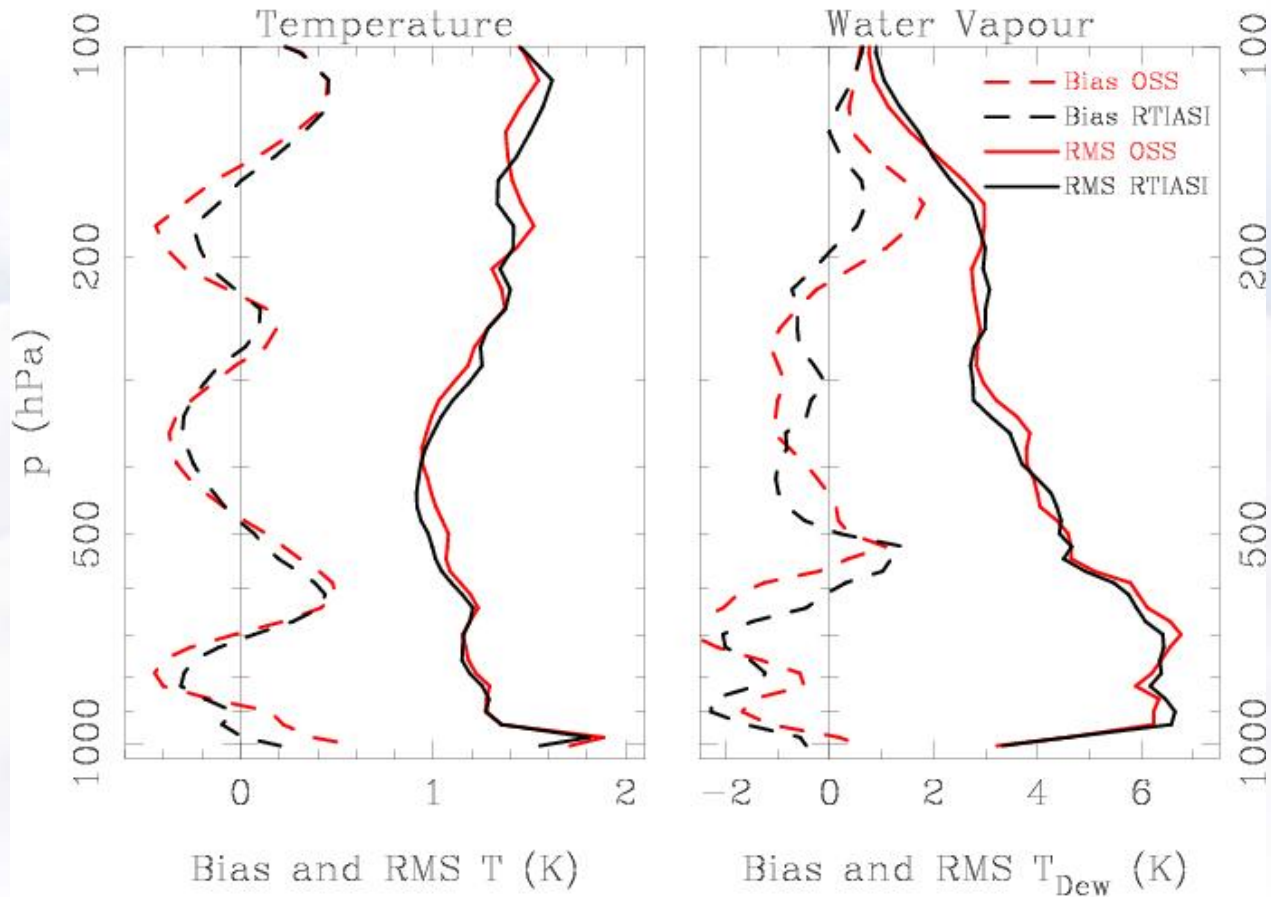 Temperature
Water Vapour
100
200
500
1000
p (hPa)
0 1 2
Bias and RMS T (K)
Bias OSS
Bias RTIASI
RMS OSS
RMS RTIASI
100
200
500
1000
-2 0 2 4 6
Bias and RMS T_Dew (K)